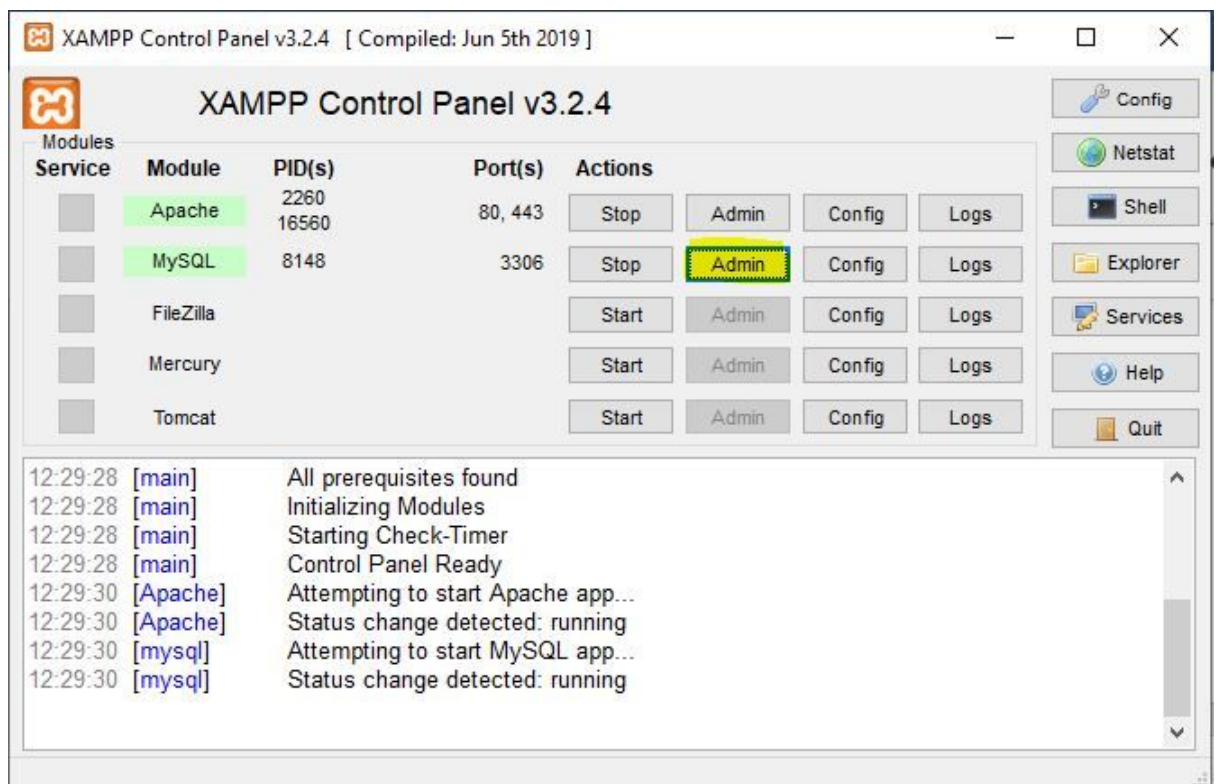 XAMPP Control Panel v3.2.4 [ Compiled: Jun 5th 2019 ]
XAMPP Control Panel v3.2.4
Config
Modules
Service Module PID(s) Port(s) Actions
Netstat
Apache 2260 16560 80, 443 Stop Admin Config Logs
Shell
MySQL 8148 3306 Stop Admin Config Logs
Explorer
FileZilla Start Admin Config Logs
Services
Mercury Start Admin Config Logs
Help
Tomcat Start Admin Config Logs
Quit
12:29:28 [main] All prerequisites found
12:29:28 [main] Initializing Modules
12:29:28 [main] Starting Check-Timer
12:29:28 [main] Control Panel Ready
12:29:30 [Apache] Attempting to start Apache app...
12:29:30 [Apache] Status change detected: running
12:29:30 [mysql] Attempting to start MySQL app...
12:29:30 [mysql] Status change detected: running